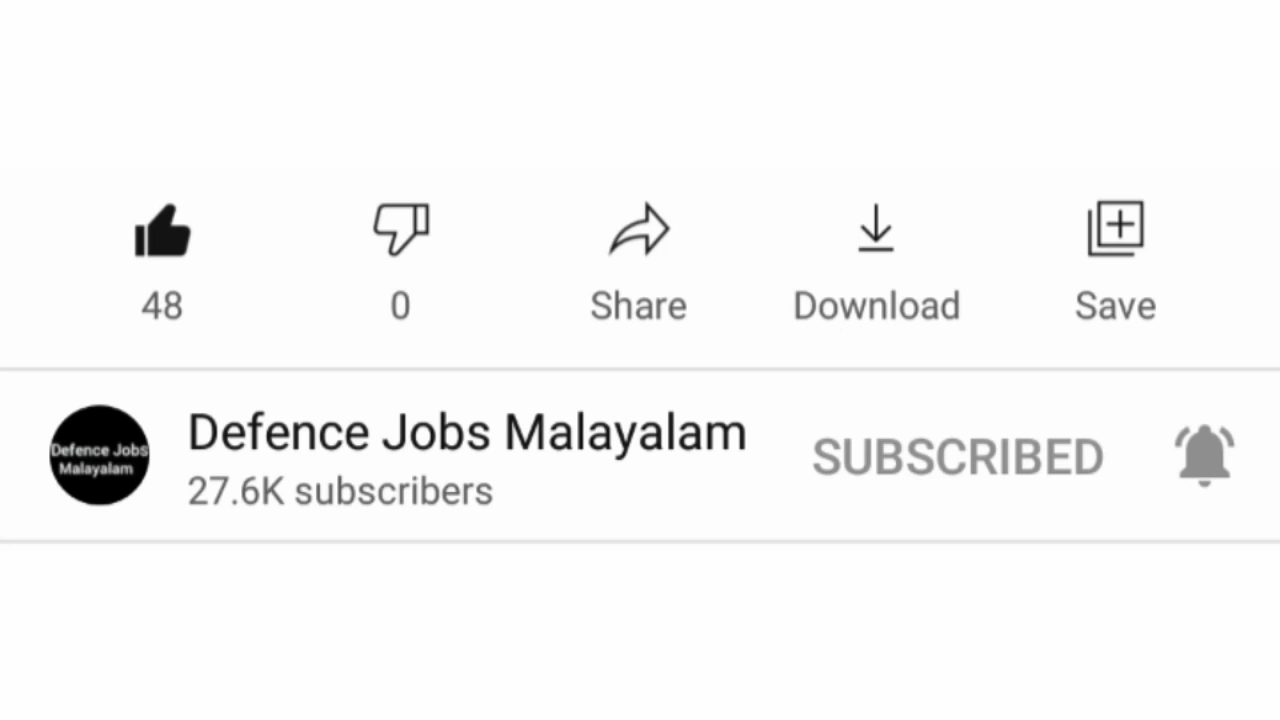 48
0
Share
Download
Save
Defence Jobs
Malayalam
Defence Jobs Malayalam
27.6K subscribers
SUBSCRIBED